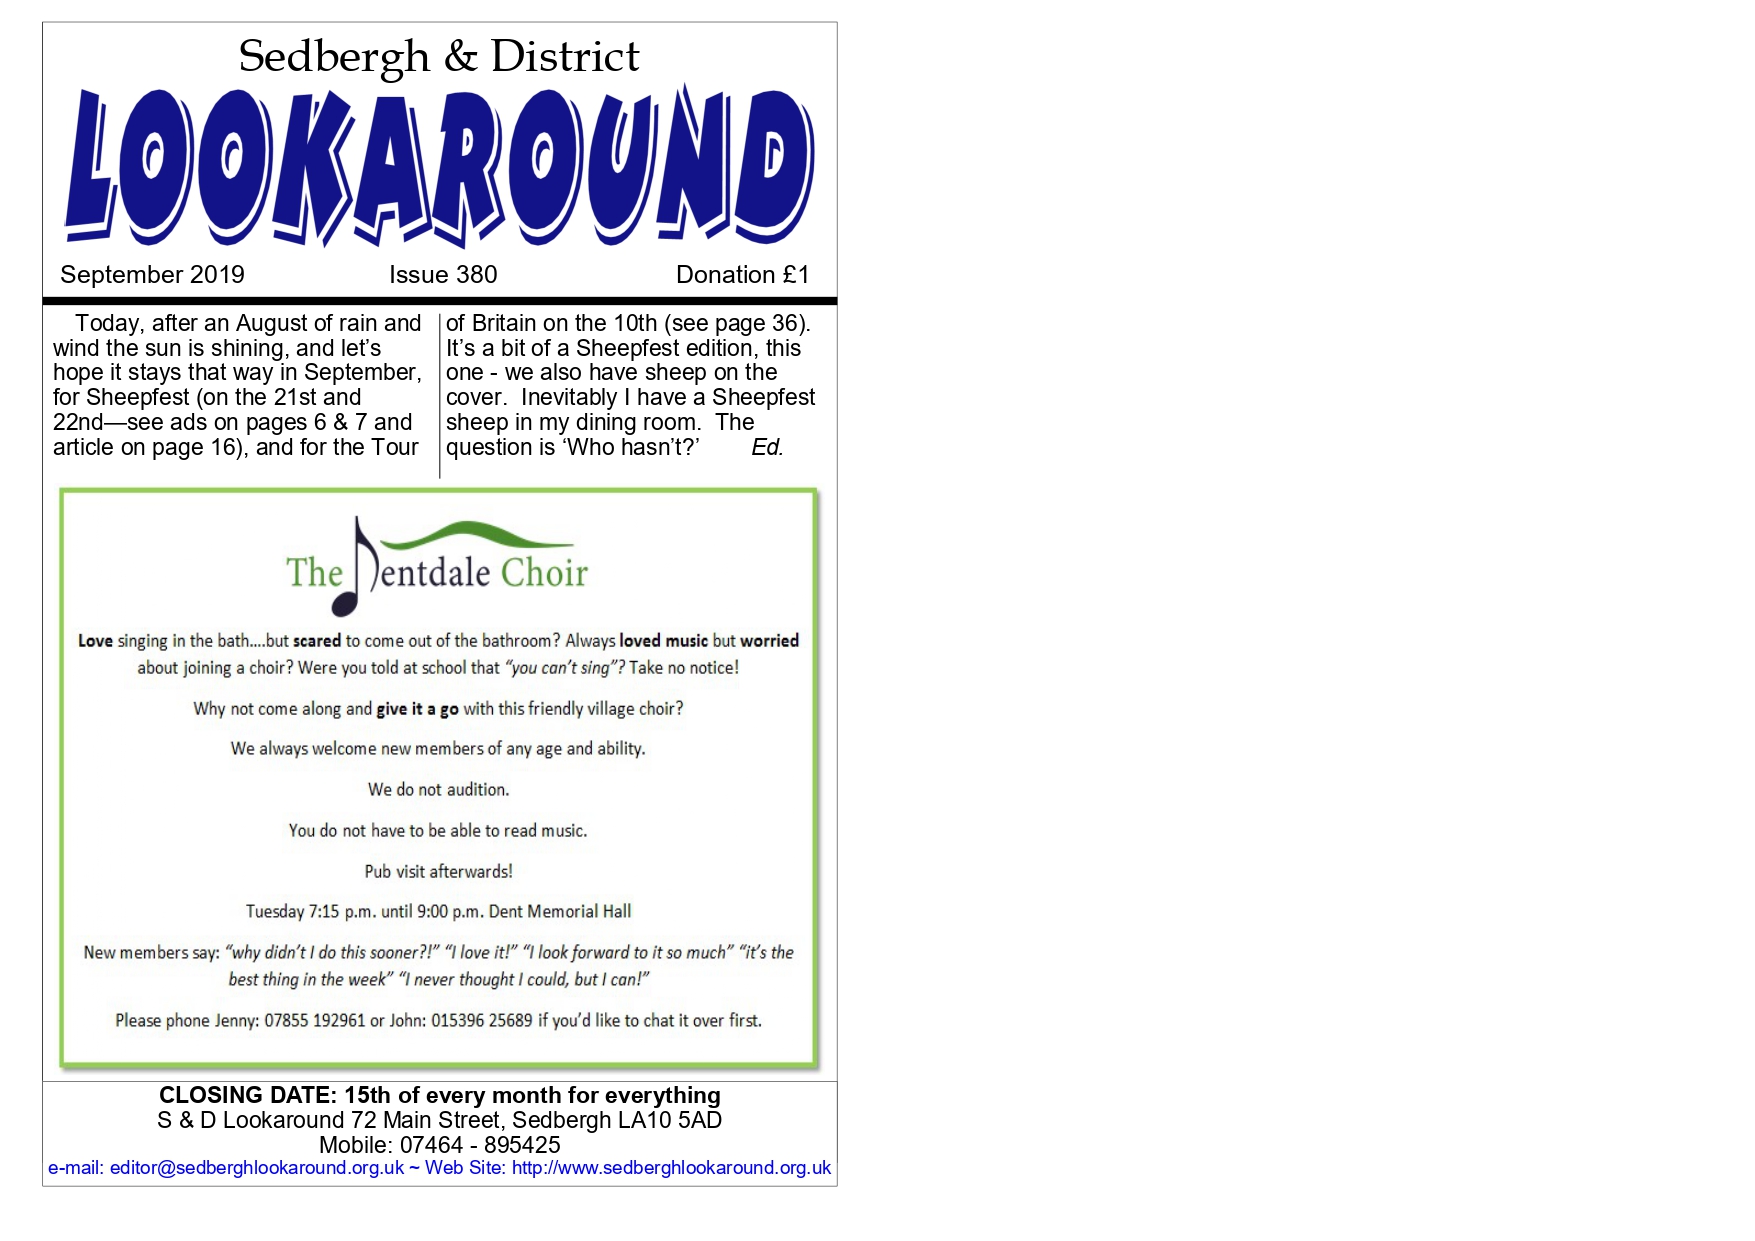 Sedbergh & District
LOOKAROUND
September 2019 Issue 380 Donation £1
Today, after an August of rain and
wind the sun is shining, and let’s
hope it stays that way in September,
for Sheepfest (on the 21st and
22nd—see ads on pages 6 & 7 and
article on page 16), and for the Tour
of Britain on the 10th (see page 36).
It’s a bit of a Sheepfest edition, this
one - we also have sheep on the
cover.  Inevitably I have a Sheepfest
sheep in my dining room.  The
question is ‘Who hasn’t?’ Ed.
The Dentdale Choir
Love singing in the bath....but scared to come out of the bathroom? Always loved music but worried
about joining a choir? Were you told at school that “you can’t sing”? Take no notice!
Why not come along and give it a go with this friendly village choir?
We always welcome new members of any age and ability.
We do not audition.
You do not have to be able to read music.
Pub visit afterwards!
Tuesday 7:15 p.m. until 9:00 p.m. Dent Memorial Hall
New members say: “why didn’t I do this sooner?!” “I love it!” “I look forward to it so much” “it’s the
best thing in the week” “I never thought I could, but I can!”
Please phone Jenny: 07855 192961 or John: 015396 25689 if you’d like to chat it over first.
CLOSING DATE: 15th of every month for everything
S & D Lookaround 72 Main Street, Sedbergh LA10 5AD
Mobile: 07464 - 895425
e-mail: editor@sedberghlookaround.org.uk ~ Web Site: http://www.sedberghlookaround.org.uk